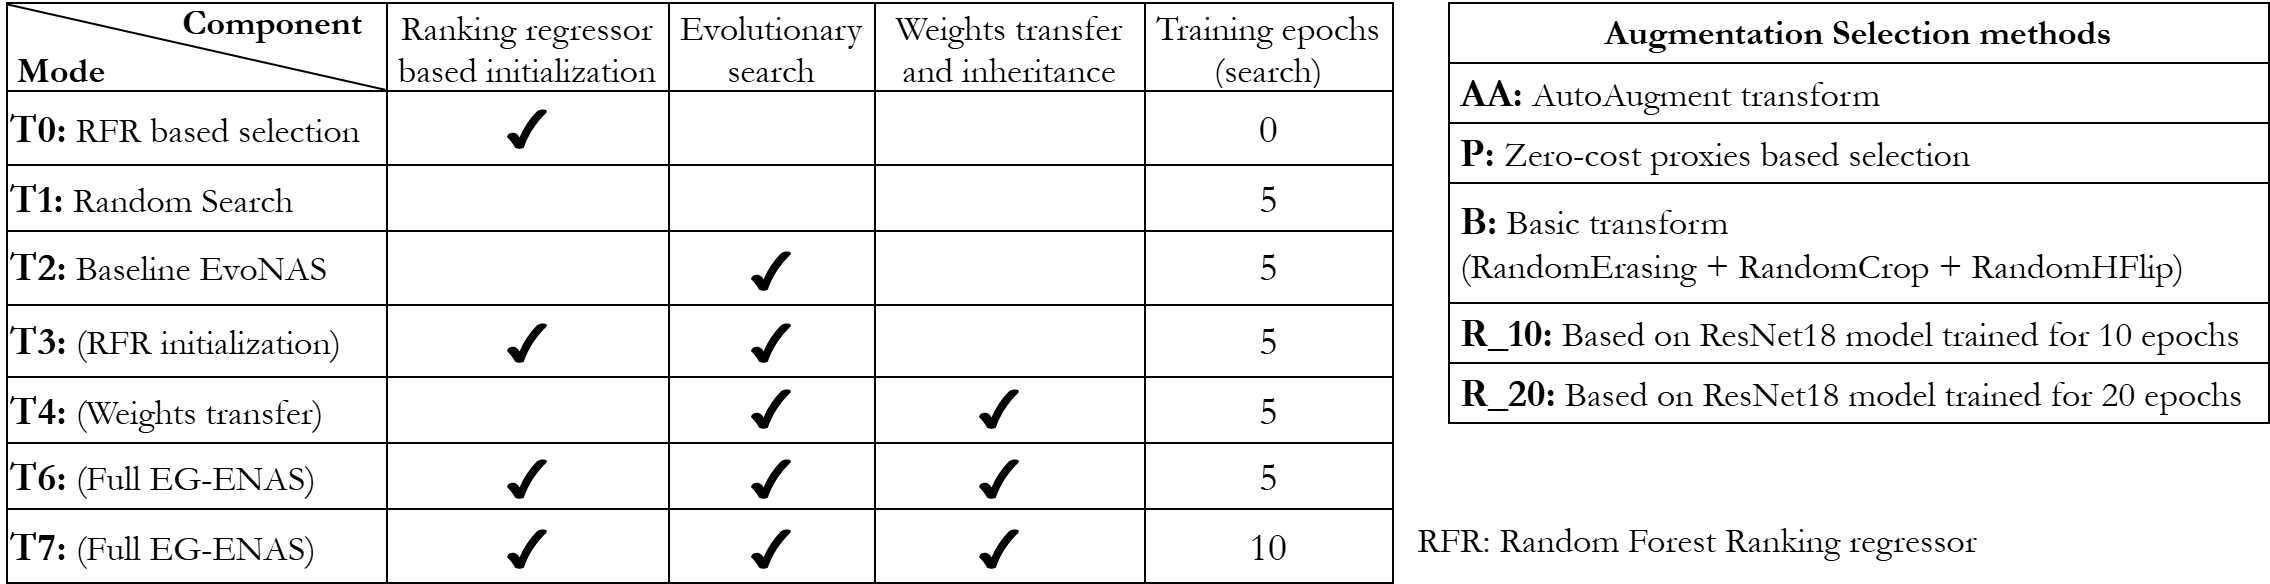 Component
Mode
Ranking regressor
based initialization
Evolutionary
search
Weights transfer
and inheritance
Training epochs
(search)
T0: RFR based selection ✓ 0
T1: Random Search 5
T2: Baseline EvoNAS ✓ 5
T3: (RFR initialization) ✓ ✓ 5
T4: (Weights transfer) ✓ ✓ 5
T6: (Full EG-ENAS) ✓ ✓ ✓ 5
T7: (Full EG-ENAS) ✓ ✓ ✓ 10
Augmentation Selection methods
AA: AutoAugment transform
P: Zero-cost proxies based selection
B: Basic transform
(RandomErasing + RandomCrop + RandomHFlip)
R_10: Based on ResNet18 model trained for 10 epochs
R_20: Based on ResNet18 model trained for 20 epochs
RFR: Random Forest Ranking regressor